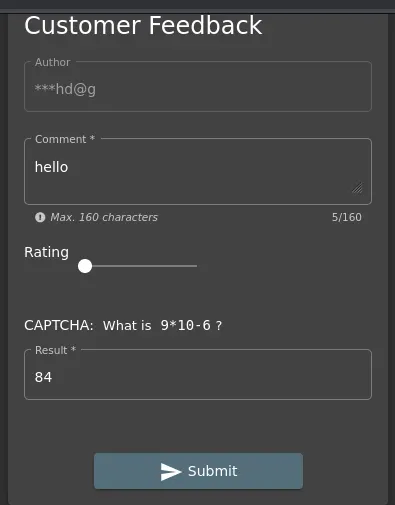 Customer Feedback
Author
***hd@g
Comment *
hello
Max. 160 characters 5/160
Rating
CAPTCHA: What is 9*10-6 ?
Result *
84
Submit